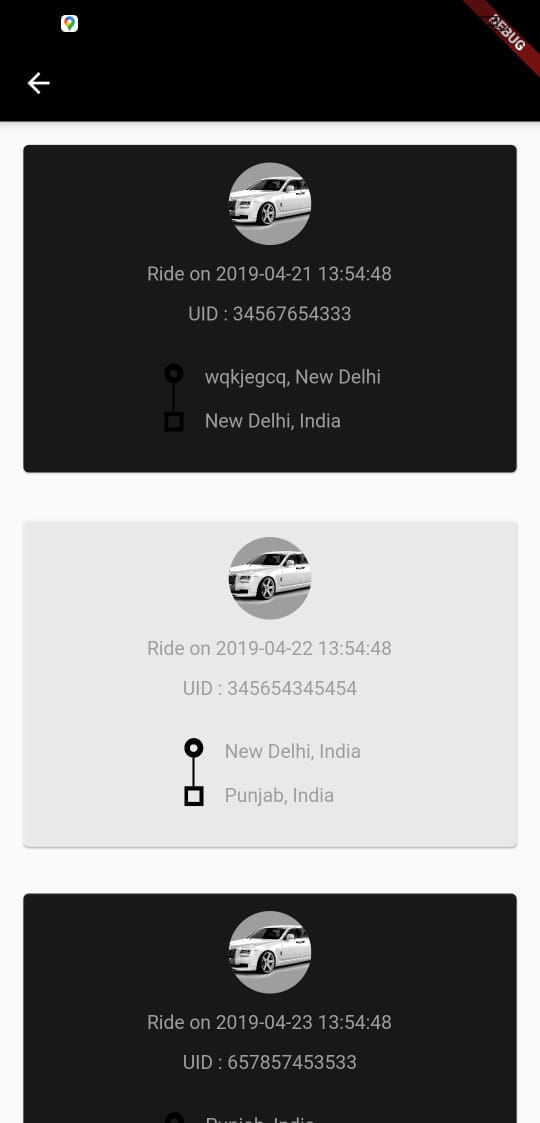 DEBUG
Ride on 2019-04-21 13:54:48
UID : 34567654333
wqkjegcq, New Delhi
New Delhi, India
Ride on 2019-04-22 13:54:48
UID : 345654345454
New Delhi, India
Punjab, India
Ride on 2019-04-23 13:54:48
UID : 657857453533
Punjab, India